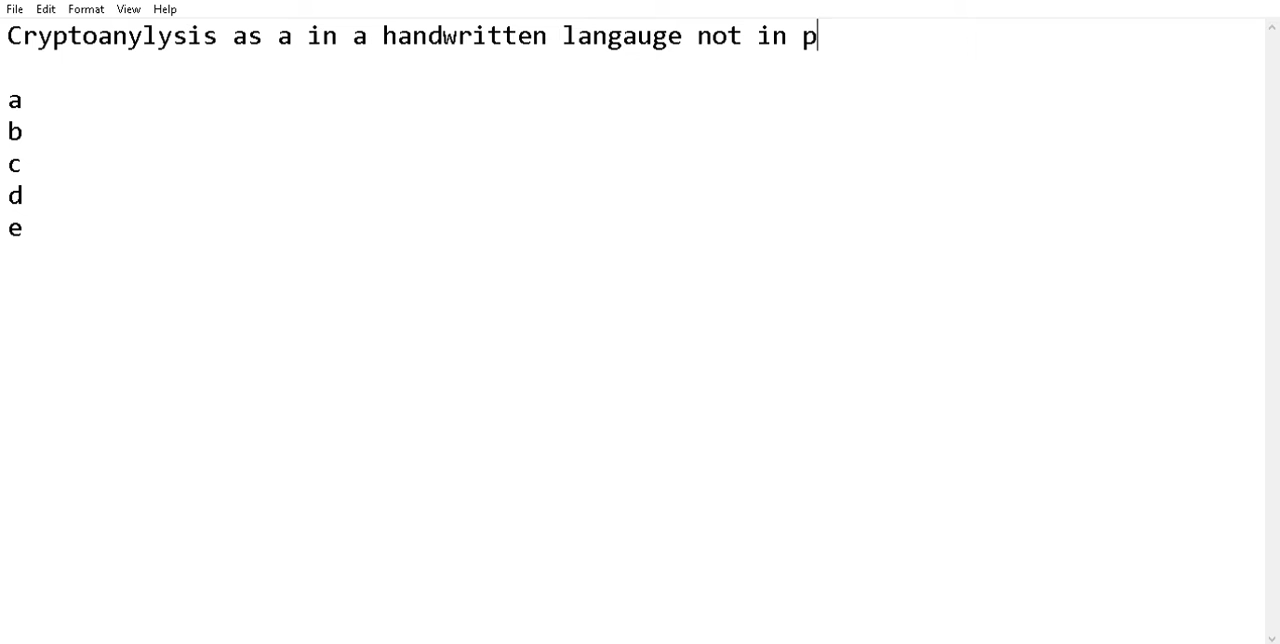 File Edit Format View Help
Cryptoanylysis as a in a handwritten langauge not in p
a
b
c
d
e